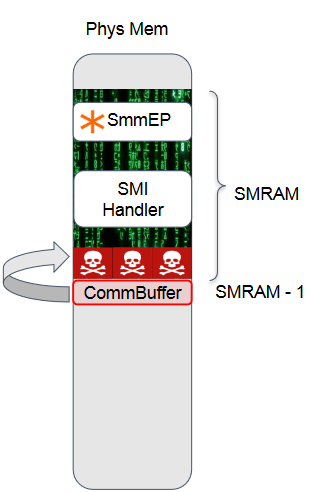 Phys Mem
SmmEP
SMI
Handler
SMRAM
CommBuffer
SMRAM - 1